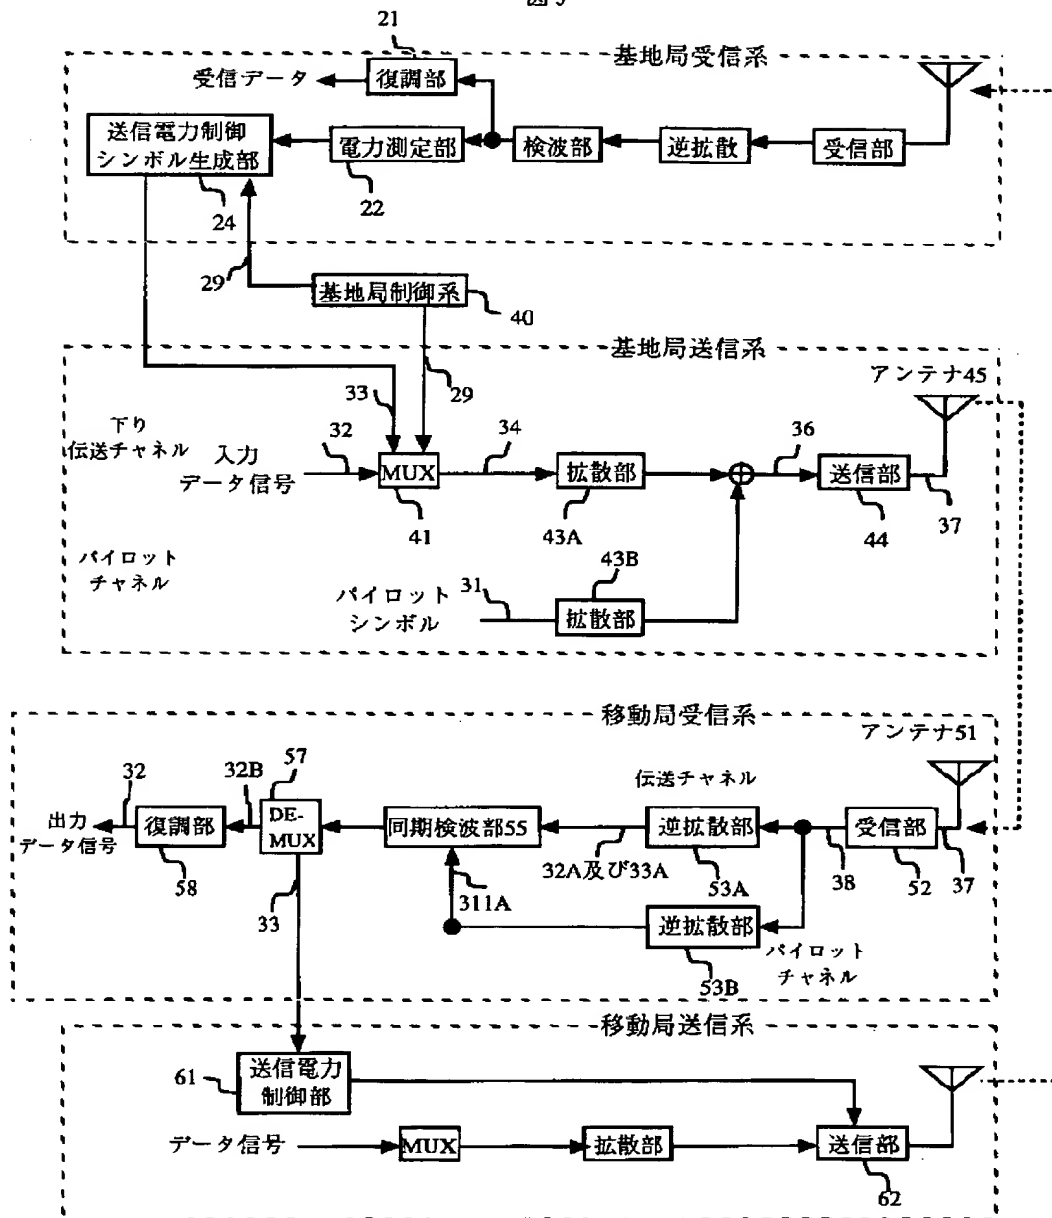 21
基地局受信系
受信データ
復調部
送信電力制御
シンボル生成部
電力測定部
検波部
逆拡散
受信部
24
22
29
基地局制御系
40
基地局送信系
29
アンテナ45
33
下り
伝送チャネル
入力
データ信号
32
MUX
34
拡散部
36
送信部
41
43A
44
37
パイロット
チャネル
43B
パイロット
シンボル
31
拡散部
移動局受信系
アンテナ51
57
32
32B
伝送チャネル
出力
データ信号
復調部
DE-
MUX
同期検波部55
逆拡散部
受信部
58
33
32A及び33A
53A
38
52
37
311A
逆拡散部
53B
パイロット
チャネル
移動局送信系
61
送信電力
制御部
データ信号
MUX
拡散部
送信部
62